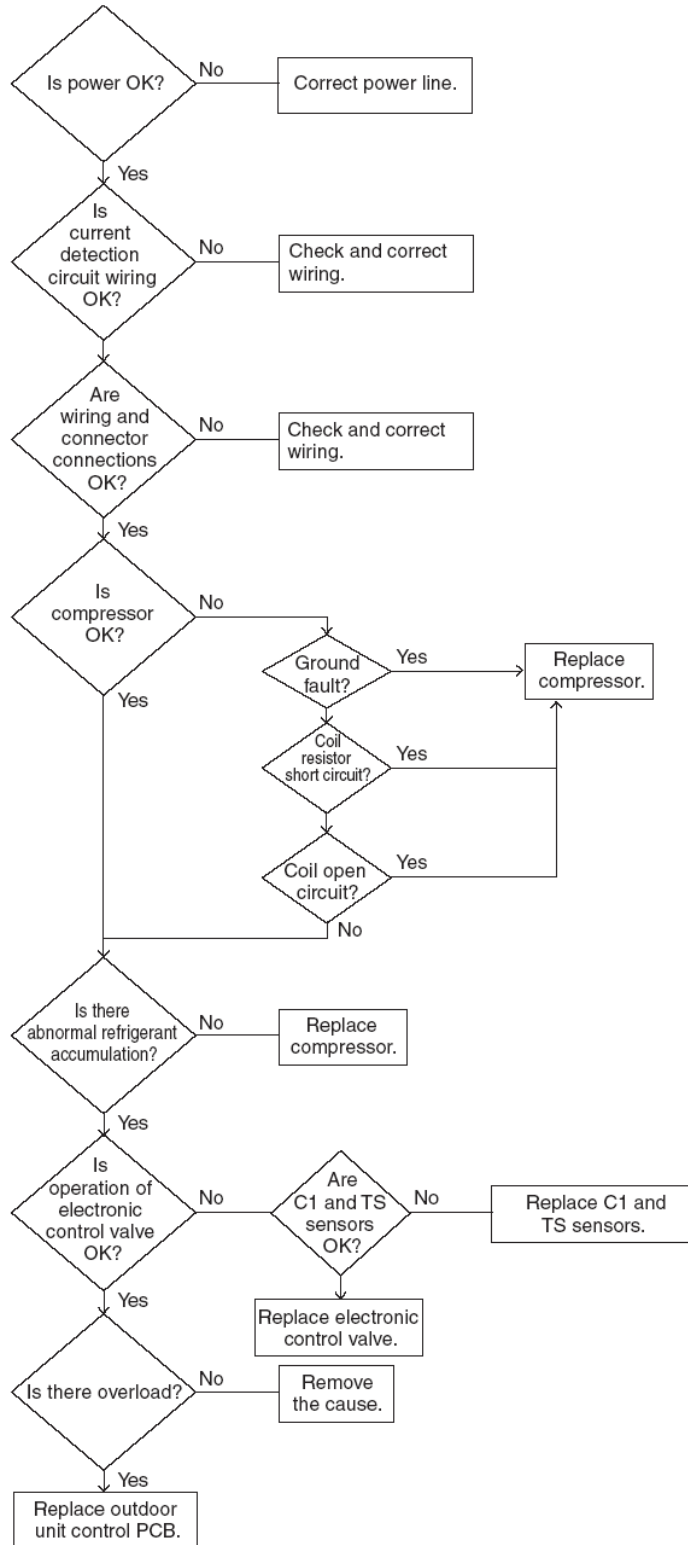 Is power OK?
No
Correct power line.
Yes
Is
current
detection
circuit wiring
OK?
No
Check and correct
wiring.
Yes
Are
wiring and
connector
connections
OK?
No
Check and correct
wiring.
Yes
Is
compressor
OK?
No
Yes
Ground
fault?
Yes
Replace
compressor.
Coil
resistor
short circuit?
Yes
Coil open
circuit?
Yes
No
Is there
abnormal refrigerant
accumulation?
No
Replace
compressor.
Yes
Is
operation of
electronic
control valve
OK?
No
Are
C1 and TS
sensors
OK?
No
Replace C1 and
TS sensors.
Replace electronic
control valve.
Yes
Is there overload?
No
Remove
the cause.
Yes
Replace outdoor
unit control PCB.